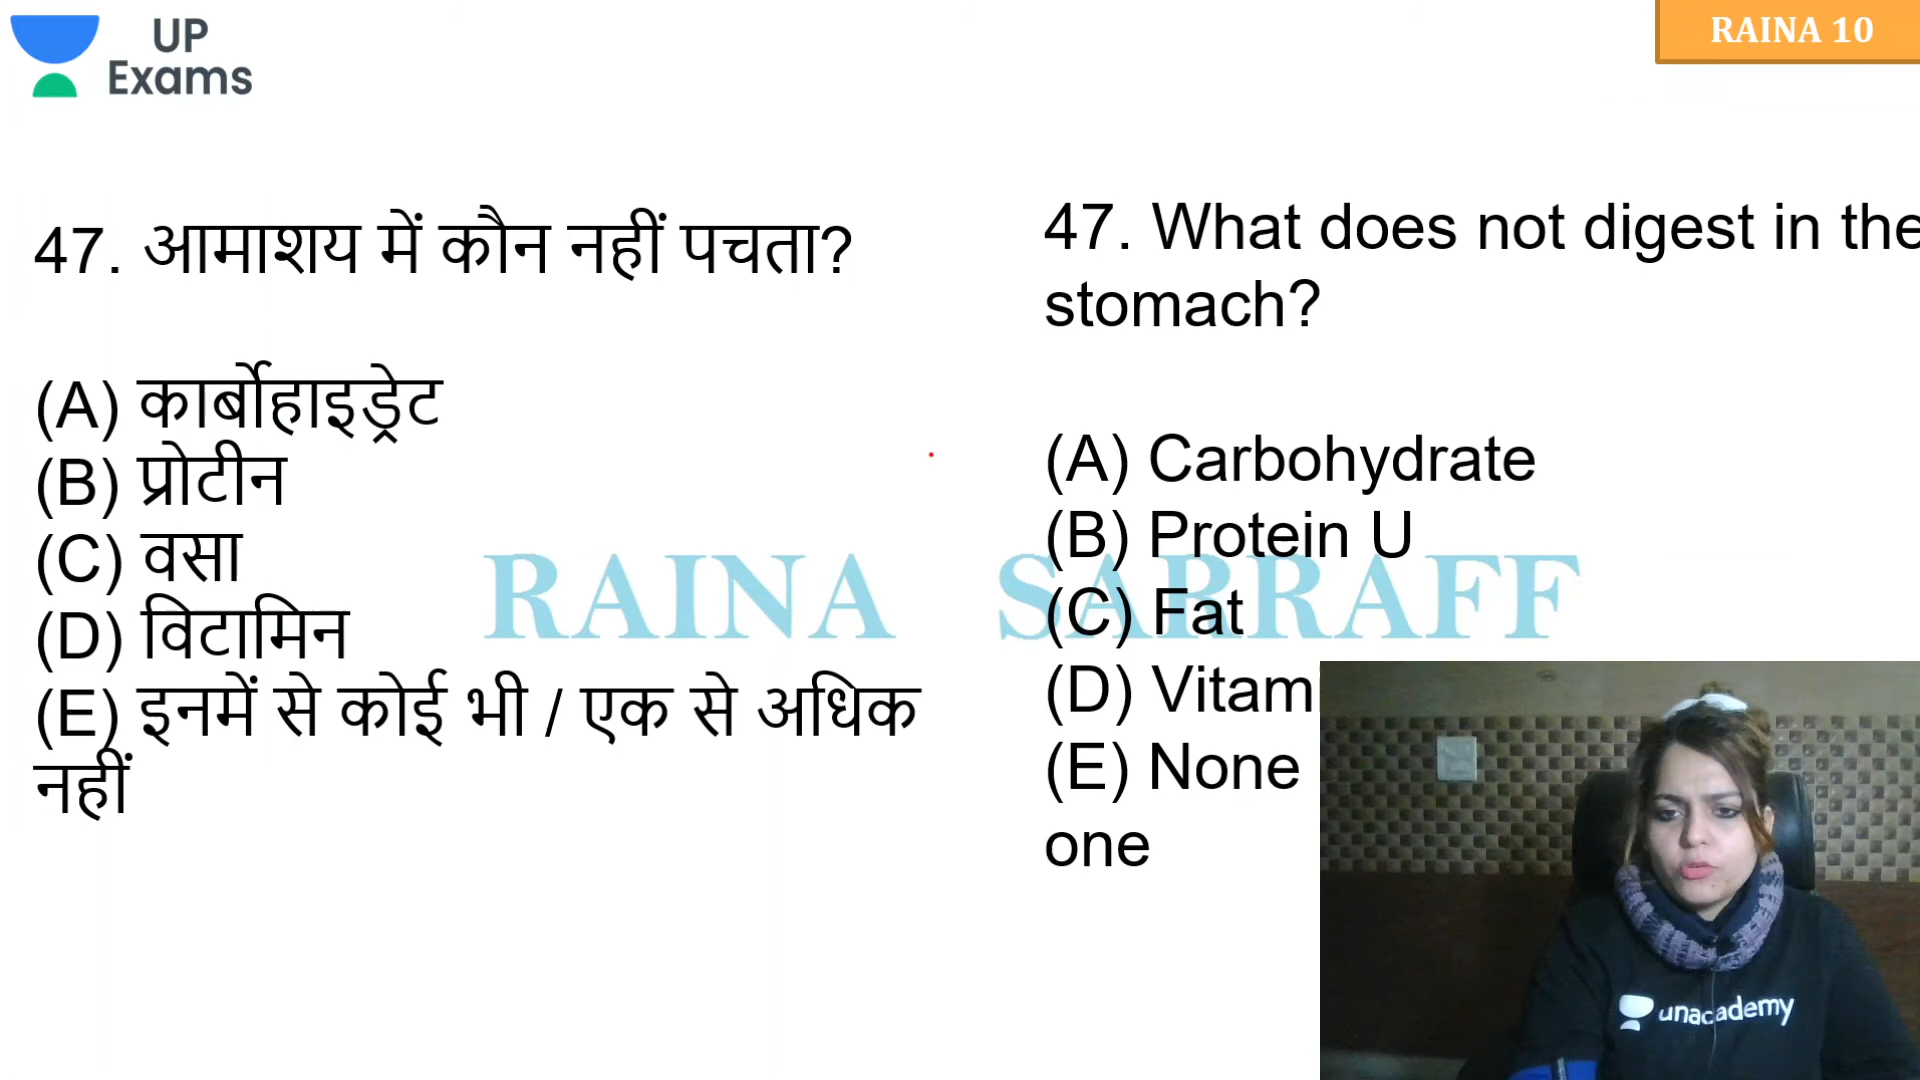 UP
Exams
RAINA 10
47. आमाशय में कौन नहीं पचता?
(A) कार्बोहाइड्रेट
(B) प्रोटीन
(C) वसा
(D) विटामिन
(E) इनमें से कोई भी / एक से अधिक
नहीं
47. What does not digest in the
stomach?
(A) Carbohydrate
(B) Protein U
(C) Fat
(D) Vitami
(E) None
one
RAINA SARRAFF
unacademy